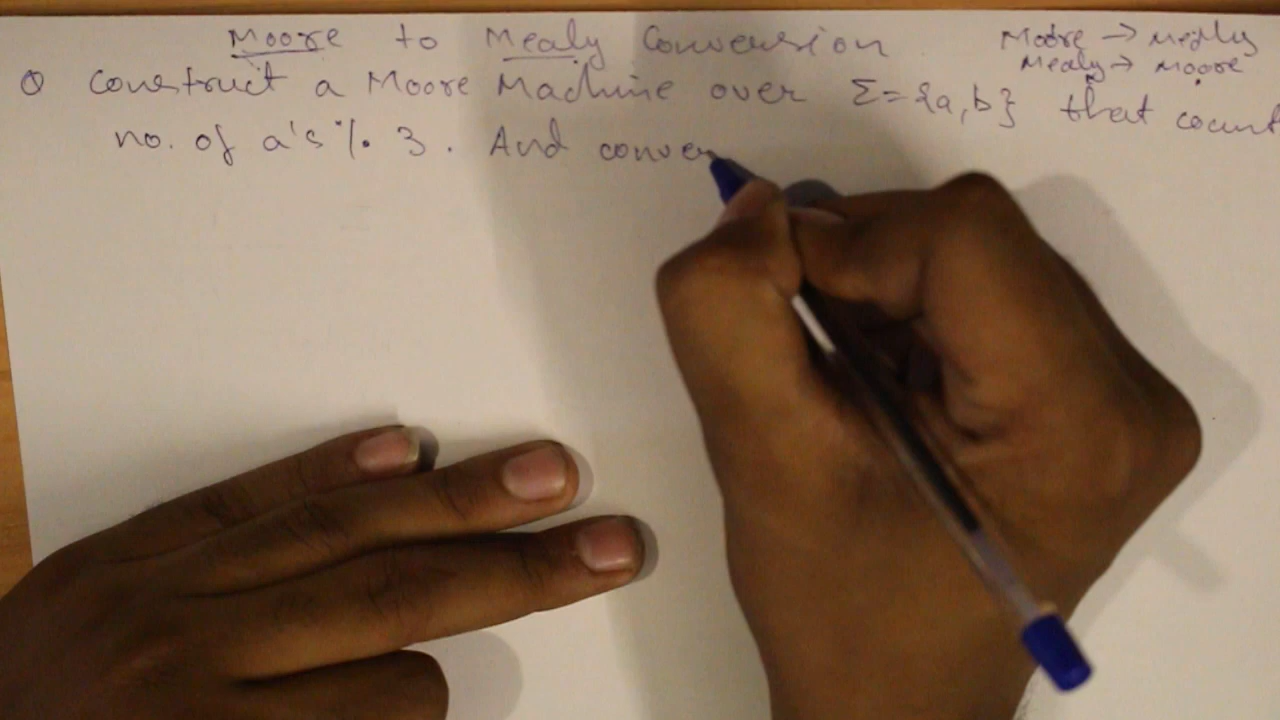 Moore to Mealy Conversion
Moore → Mealy
Mealy → Moore
Q Construct a Moore Machine over Σ={a,b} that count
no. of a's % 3. And conver